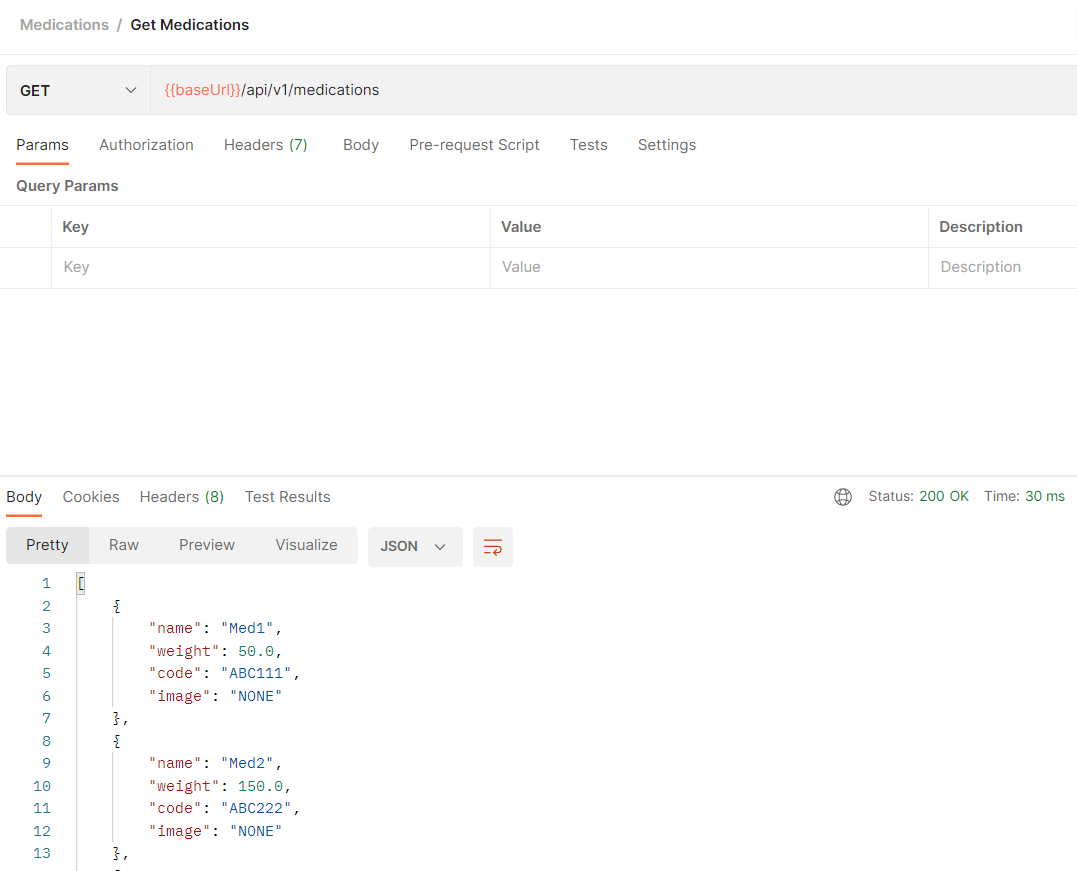 Medications / Get Medications
GET {{baseUrl}}/api/v1/medications
Params Authorization Headers (7) Body Pre-request Script Tests Settings
Query Params
Key Value Description
Key Value Description
Body Cookies Headers (8) Test Results Status: 200 OK Time: 30 ms
Pretty Raw Preview Visualize JSON
1 [
2 {
3 "name": "Med1",
4 "weight": 50.0,
5 "code": "ABC111",
6 "image": "NONE"
7 },
8 {
9 "name": "Med2",
10 "weight": 150.0,
11 "code": "ABC222",
12 "image": "NONE"
13 },